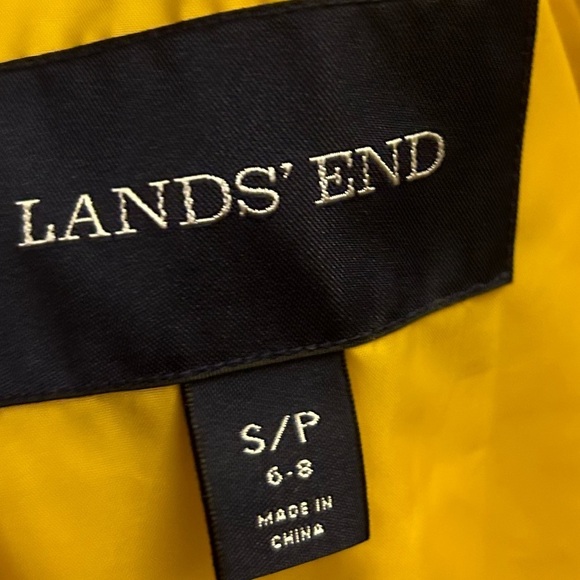 LANDS' END
S/P
6-8
MADE IN
CHINA